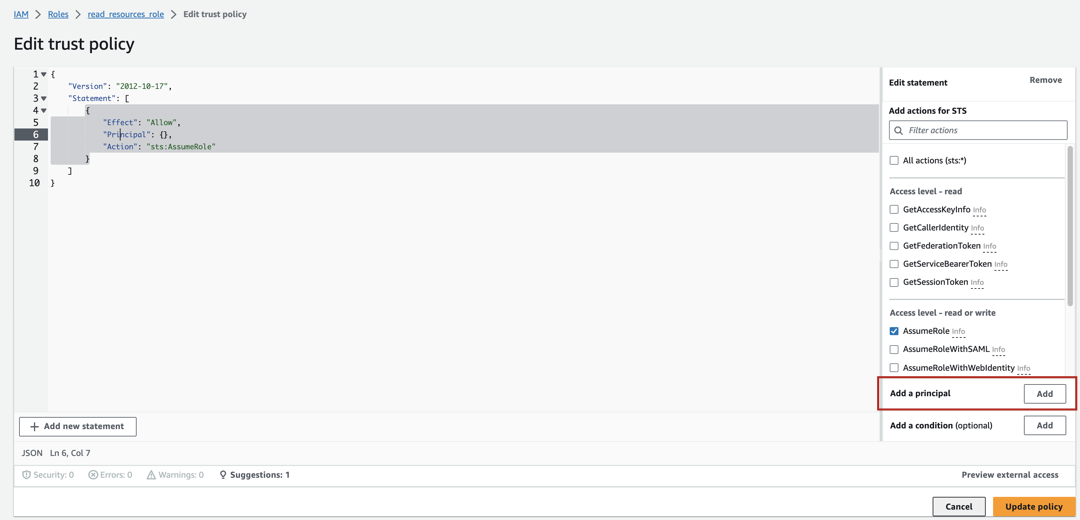 IAM > Roles > read_resources_role > Edit trust policy
Edit trust policy
1 {
2 "Version": "2012-10-17",
3 "Statement": [
4 {
5 "Effect": "Allow",
6 "Principal": {},
7 "Action": "sts:AssumeRole"
8 }
9 ]
10 }
+ Add new statement
JSON Ln 6, Col 7
Security: 0 Errors: 0 Warnings: 0 Suggestions: 1
Edit statement Remove
Add actions for STS
Filter actions
All actions (sts:*)
Access level - read
GetAccessKeyInfo Info
GetCallerIdentity Info
GetFederationToken Info
GetServiceBearerToken Info
GetSessionToken Info
Access level - read or write
AssumeRole Info
AssumeRoleWithSAML Info
AssumeRoleWithWebIdentity Info
Add a principal Add
Add a condition (optional) Add
Preview external access
Cancel Update policy